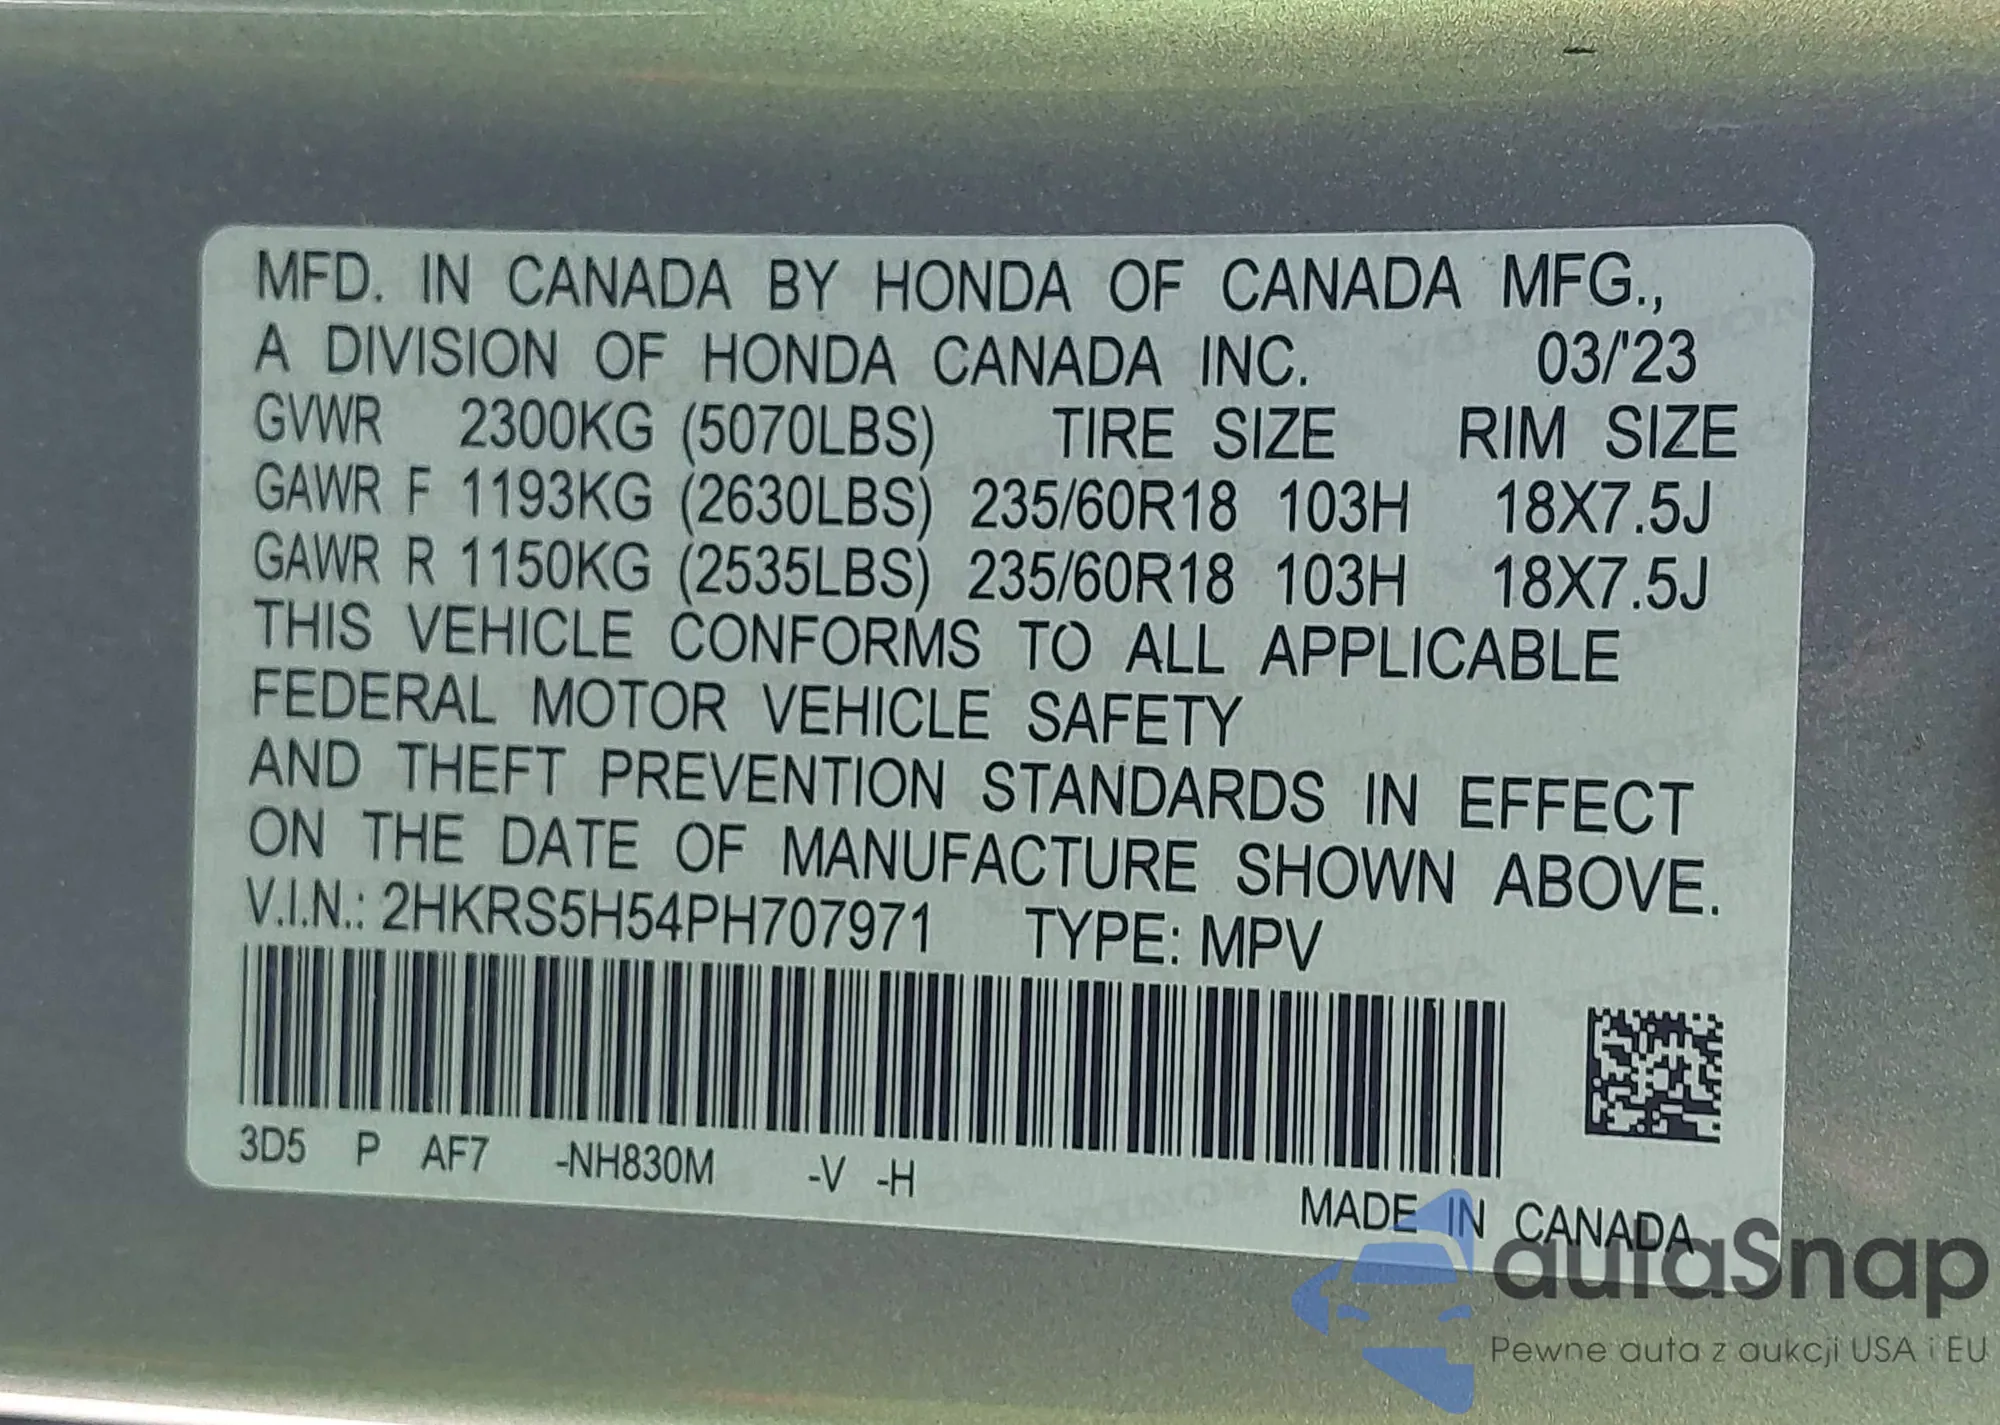 MFD. IN CANADA BY HONDA OF CANADA MFG.,
A DIVISION OF HONDA CANADA INC. 03/'23
GVWR 2300KG (5070LBS) TIRE SIZE RIM SIZE
GAWR F 1193KG (2630LBS) 235/60R18 103H 18X7.5J
GAWR R 1150KG (2535LBS) 235/60R18 103H 18X7.5J
THIS VEHICLE CONFORMS TO ALL APPLICABLE
FEDERAL MOTOR VEHICLE SAFETY
AND THEFT PREVENTION STANDARDS IN EFFECT
ON THE DATE OF MANUFACTURE SHOWN ABOVE.
V.I.N.: 2HKRS5H54PH707971 TYPE: MPV
3D5 P AF7 -NH830M -V -H
MADE IN CANADA
autaSnap
Pewne auta z aukcji USA i EU